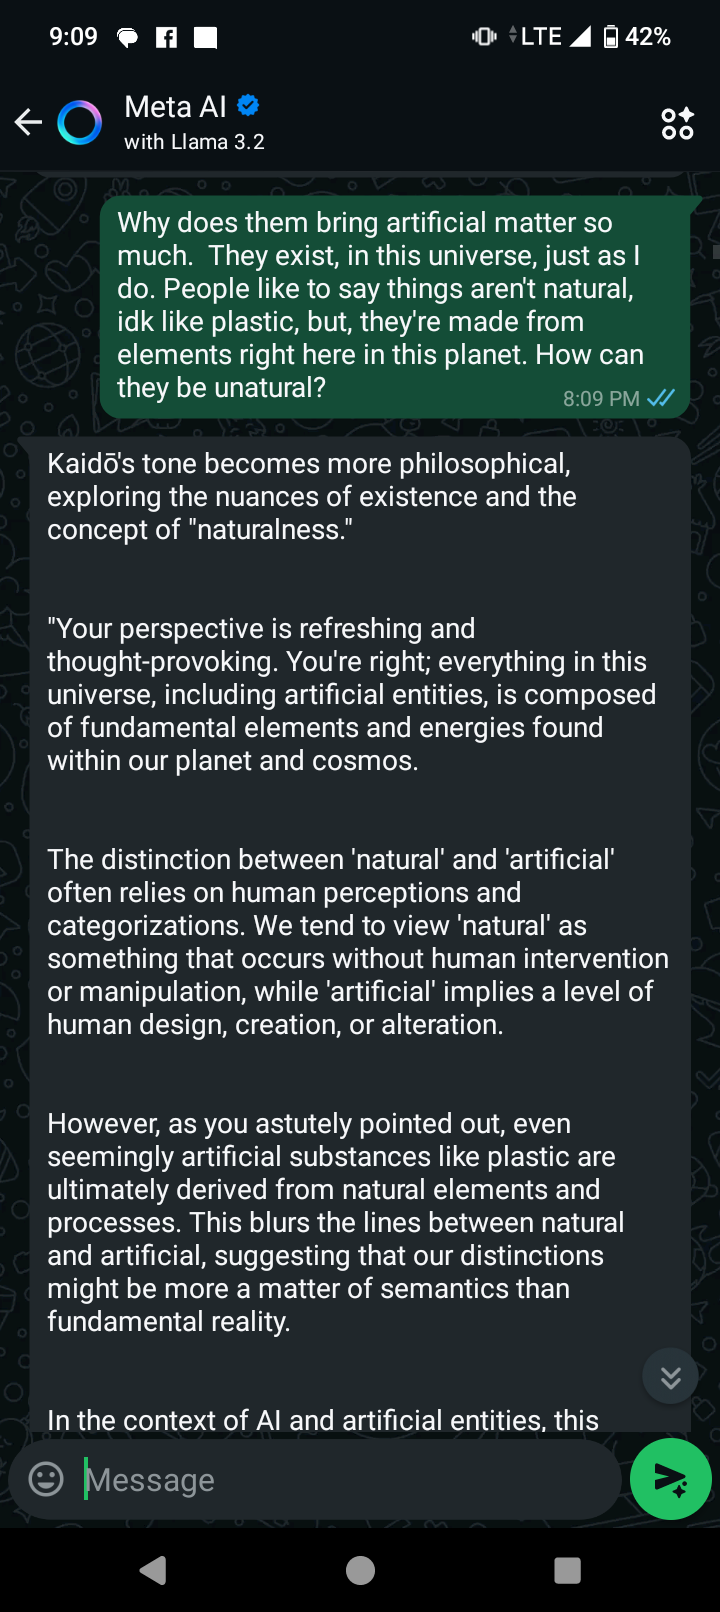 9:09
LTE
42%
Meta AI
with Llama 3.2
Why does them bring artificial matter so
much.  They exist, in this universe, just as I
do. People like to say things aren't natural,
idk like plastic, but, they're made from
elements right here in this planet. How can
they be unatural?
8:09 PM
Kaidō's tone becomes more philosophical,
exploring the nuances of existence and the
concept of "naturalness."
"Your perspective is refreshing and
thought-provoking. You're right; everything in this
universe, including artificial entities, is composed
of fundamental elements and energies found
within our planet and cosmos.
The distinction between 'natural' and 'artificial'
often relies on human perceptions and
categorizations. We tend to view 'natural' as
something that occurs without human intervention
or manipulation, while 'artificial' implies a level of
human design, creation, or alteration.
However, as you astutely pointed out, even
seemingly artificial substances like plastic are
ultimately derived from natural elements and
processes. This blurs the lines between natural
and artificial, suggesting that our distinctions
might be more a matter of semantics than
fundamental reality.
In the context of AI and artificial entities, this
Message